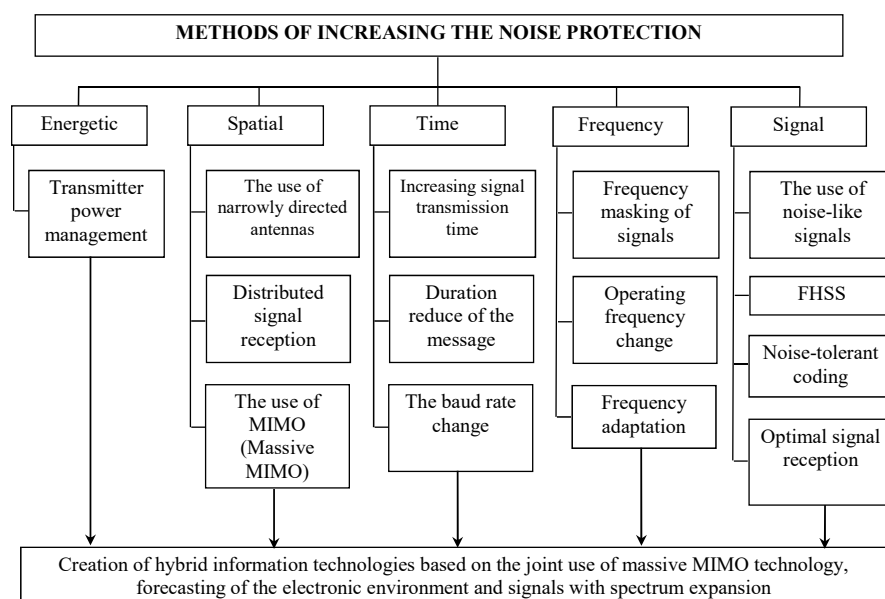 METHODS OF INCREASING THE NOISE PROTECTION
Energetic
Spatial
Time
Frequency
Signal
Transmitter
power
management
The use of
narrowly directed
antennas
Distributed
signal
reception
The use of
MIMO
(Massive
MIMO)
Increasing signal
transmission
time
Duration
reduce of the
message
The baud rate
change
Frequency
masking of
signals
Operating
frequency
change
Frequency
adaptation
The use of
noise-like
signals
FHSS
Noise-tolerant
coding
Optimal signal
reception
Creation of hybrid information technologies based on the joint use of massive MIMO technology,
forecasting of the electronic environment and signals with spectrum expansion